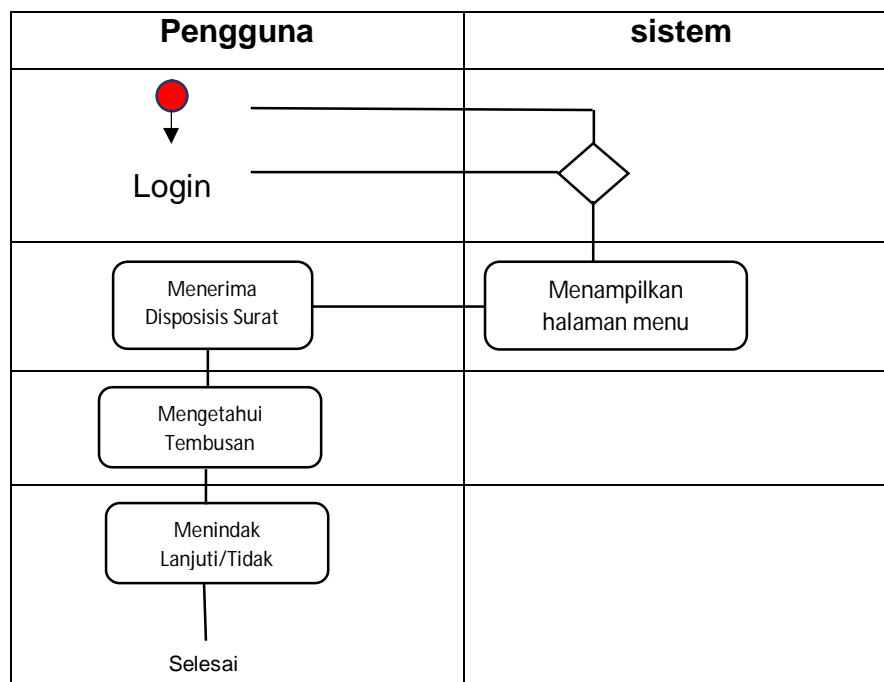 Pengguna
sistem
Login
Menerima
Disposisis Surat
Menampilkan
halaman menu
Mengetahui
Tembusan
Menindak
Lanjuti/Tidak
Selesai